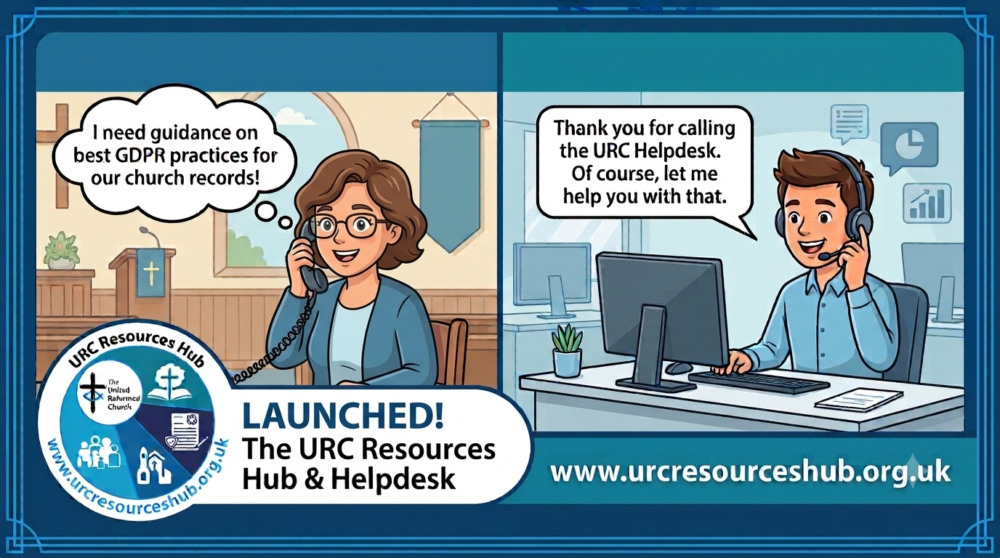 I need guidance on
best GDPR practices for
our church records!
Thank you for calling
the URC Helpdesk.
Of course, let me
help you with that.
URC Resources Hub
The
United
Reformed
Church
www.urcresourceshub.org.uk
LAUNCHED!
The URC Resources
Hub & Helpdesk
www.urcresourceshub.org.uk